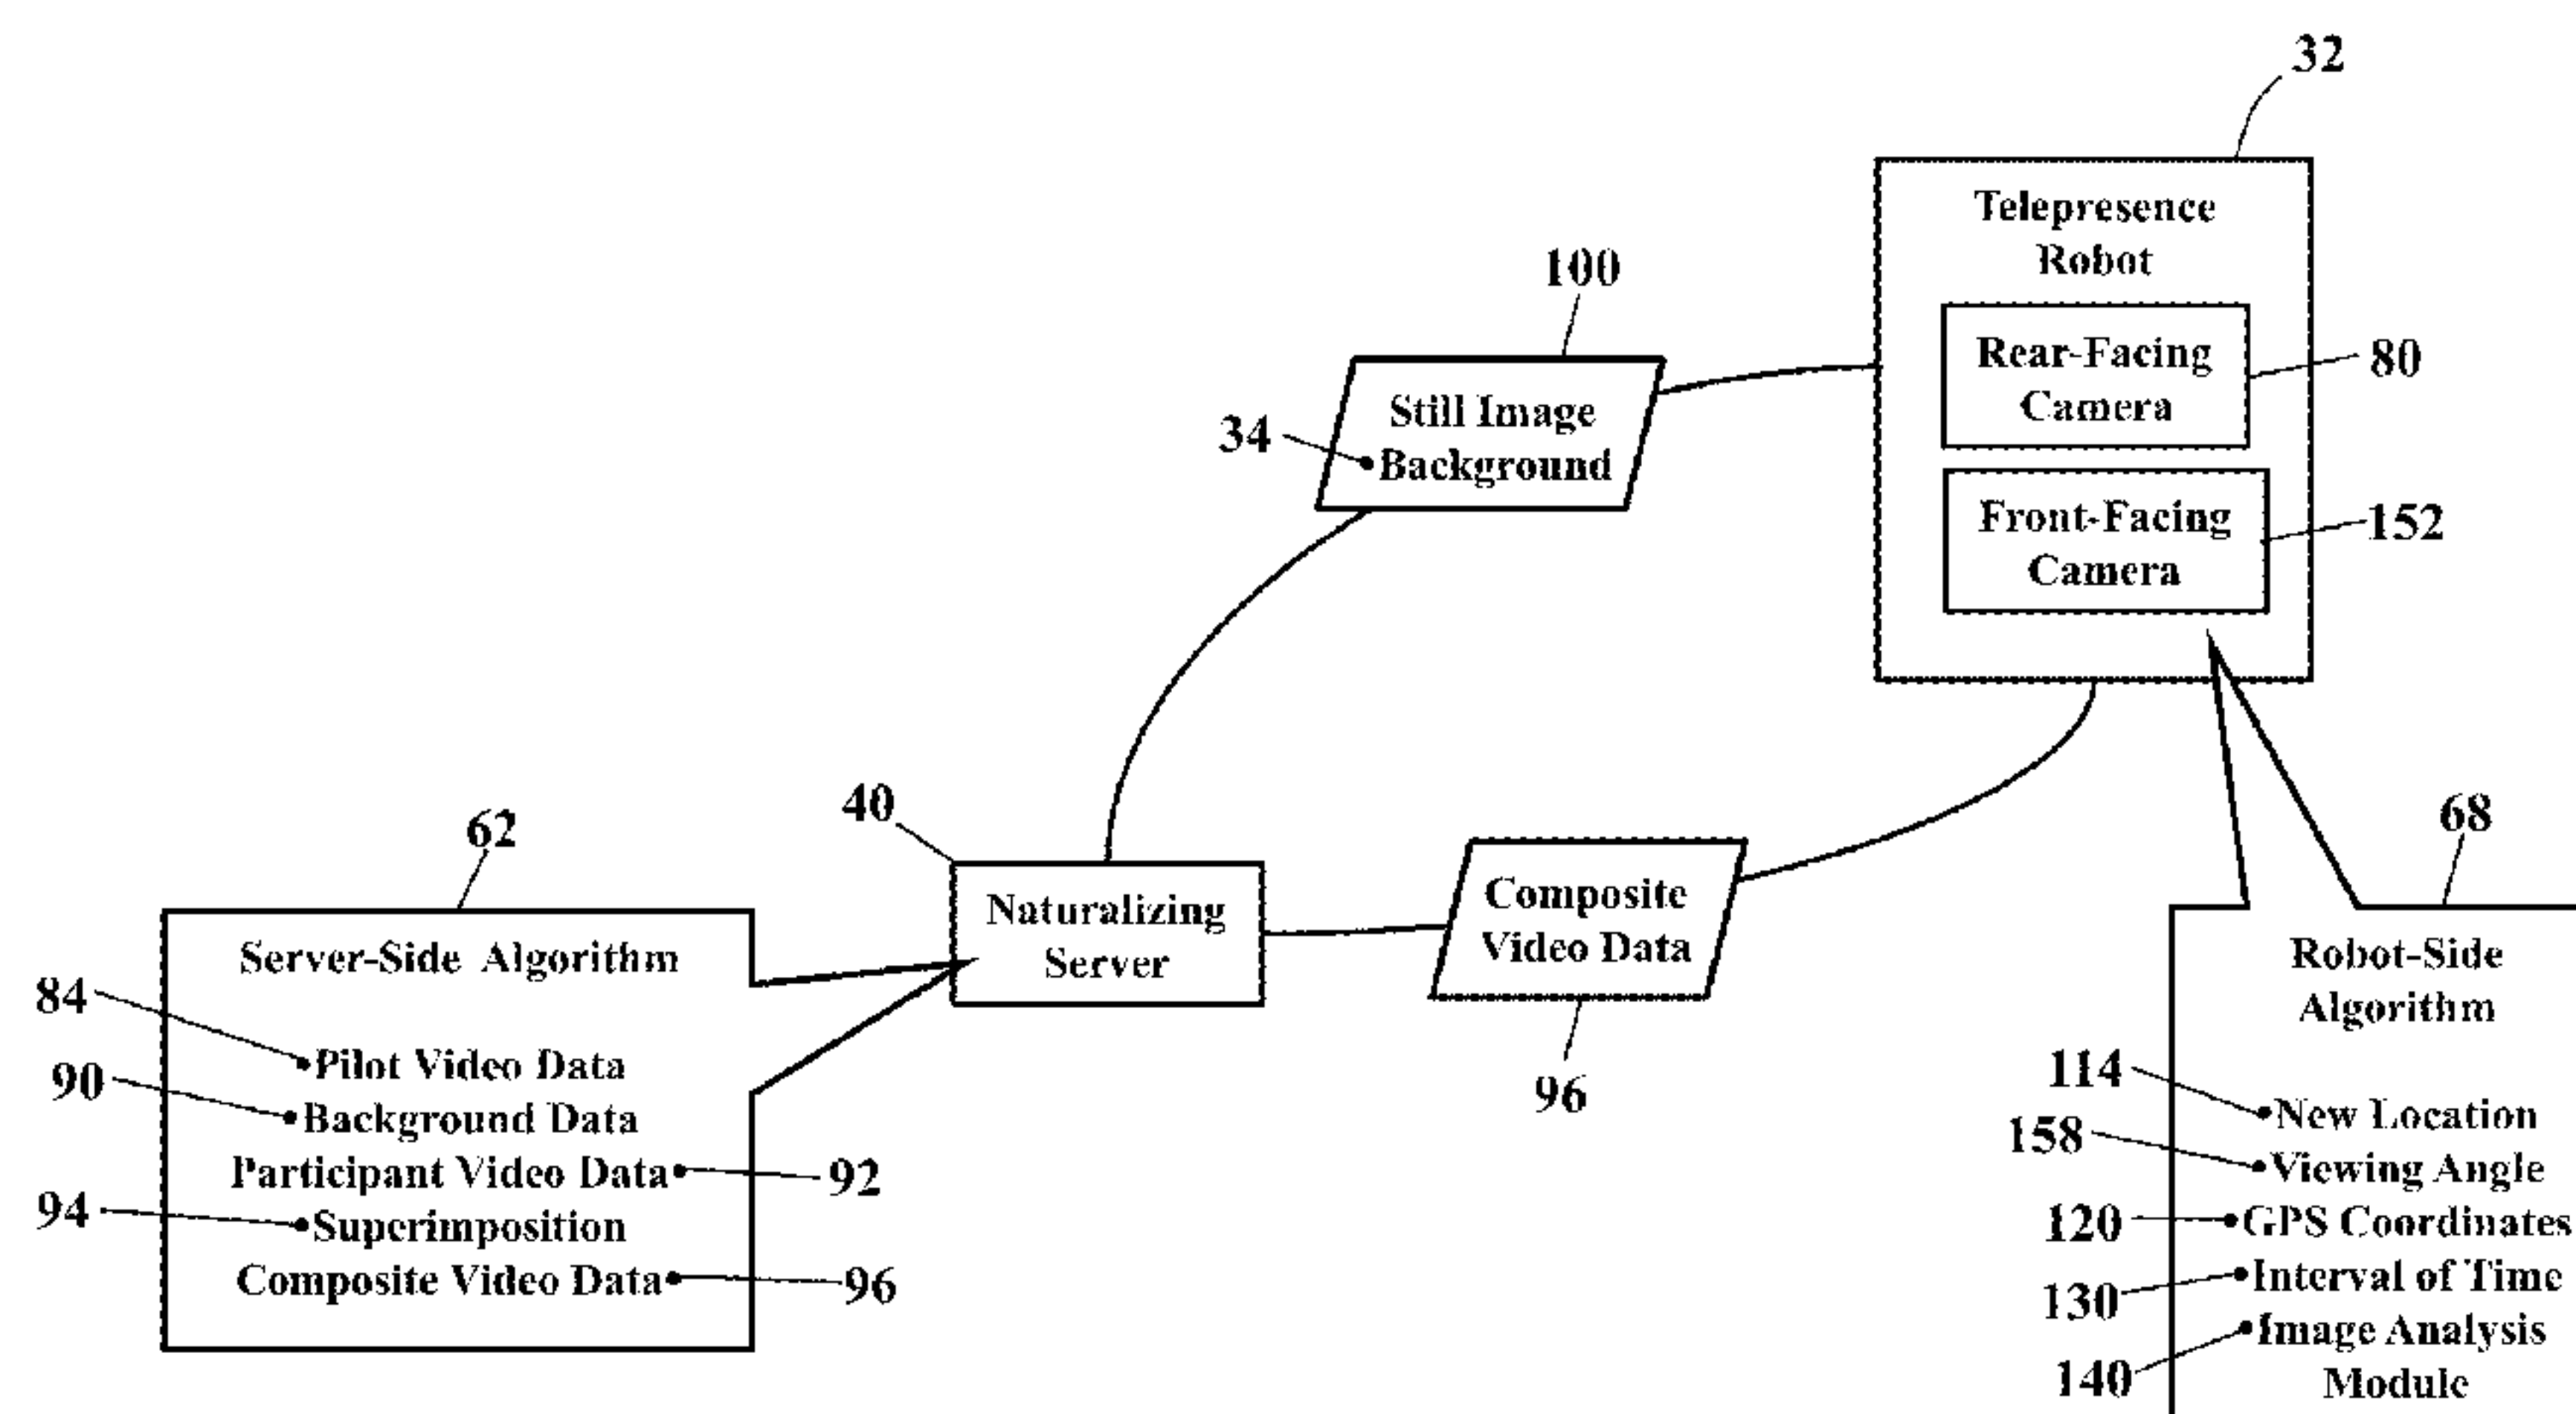 32
Telepresence
Robot
Rear-Facing
Camera
80
Front-Facing
Camera
152
100
Still Image
34
Background
40
Naturalizing
Server
Composite
Video Data
96
62
Server-Side Algorithm
84
Pilot Video Data
90
Background Data
Participant Video Data
92
94
Superimposition
Composite Video Data
96
68
Robot-Side
Algorithm
114
New Location
158
Viewing Angle
120
GPS Coordinates
130
Interval of Time
140
Image Analysis
Module